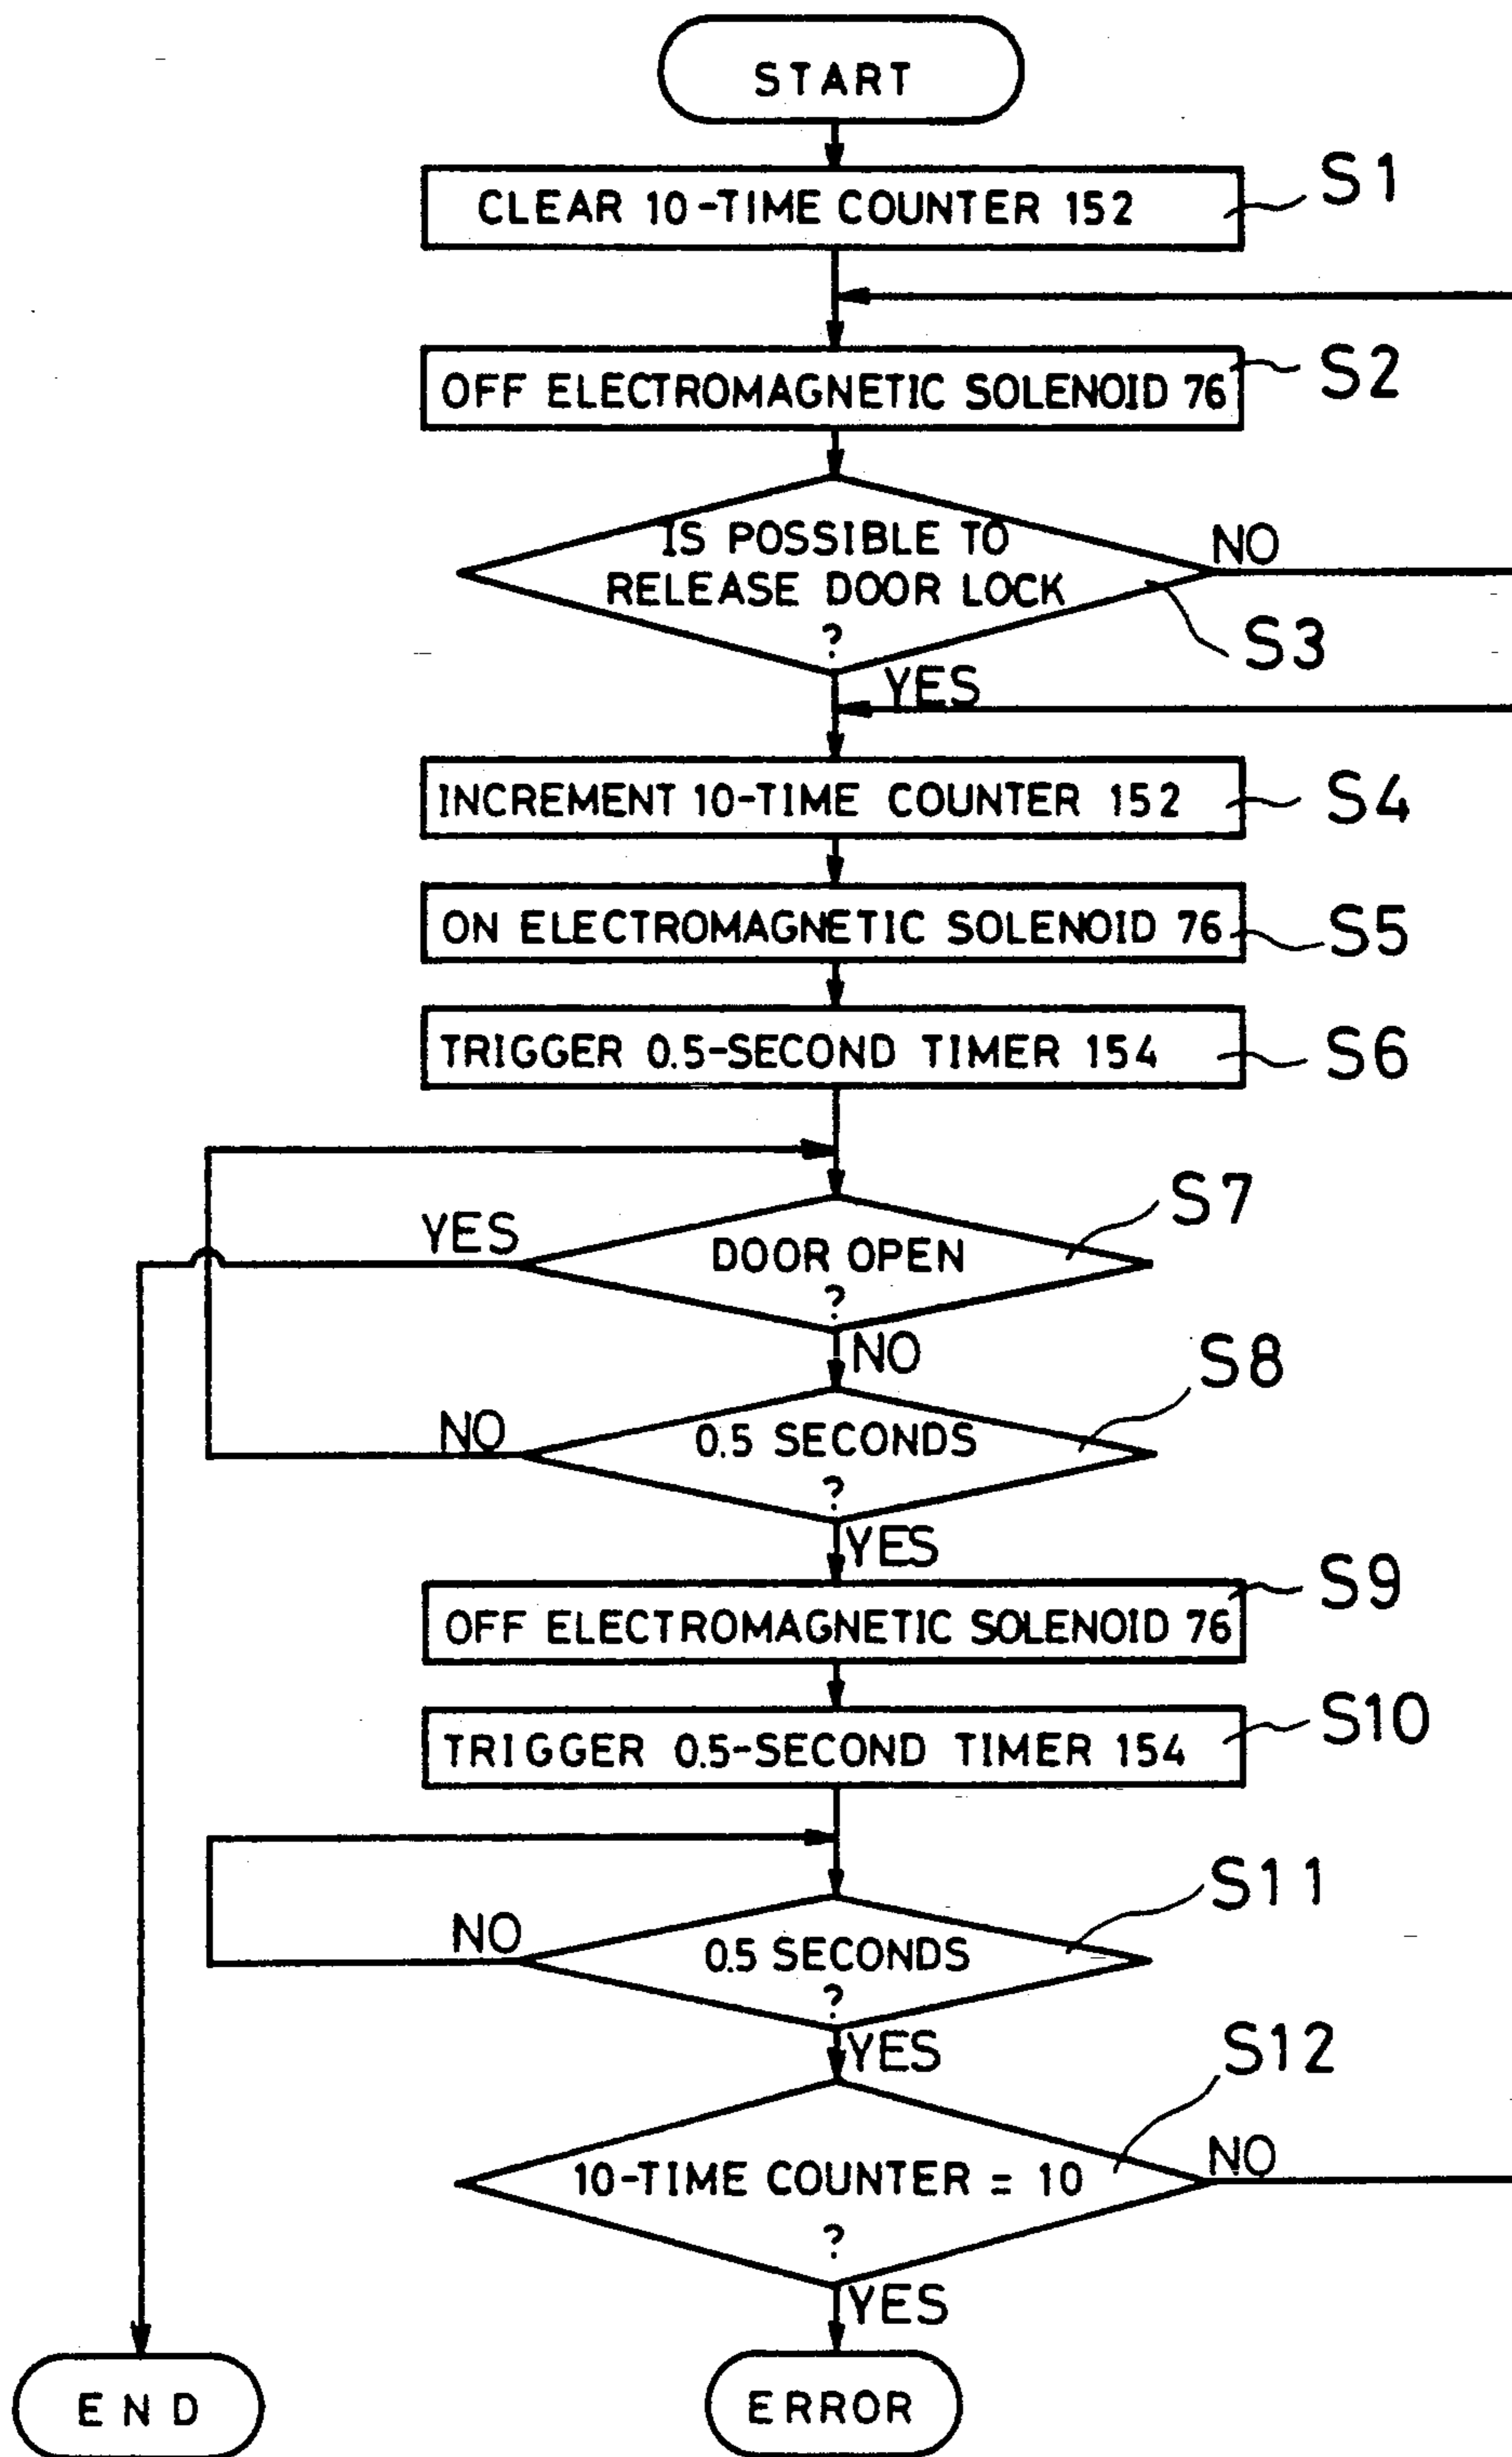 START
CLEAR 10-TIME COUNTER 152
S1
OFF ELECTROMAGNETIC SOLENOID 76
S2
IS POSSIBLE TO
RELEASE DOOR LOCK
?
NO
S3
YES
INCREMENT 10-TIME COUNTER 152
S4
ON ELECTROMAGNETIC SOLENOID 76
S5
TRIGGER 0.5-SECOND TIMER 154
S6
YES
DOOR OPEN
?
S7
NO
NO
0.5 SECONDS
?
S8
YES
OFF ELECTROMAGNETIC SOLENOID 76
S9
TRIGGER 0.5-SECOND TIMER 154
S10
NO
0.5 SECONDS
?
S11
YES
10-TIME COUNTER = 10
?
S12
NO
YES
END
ERROR